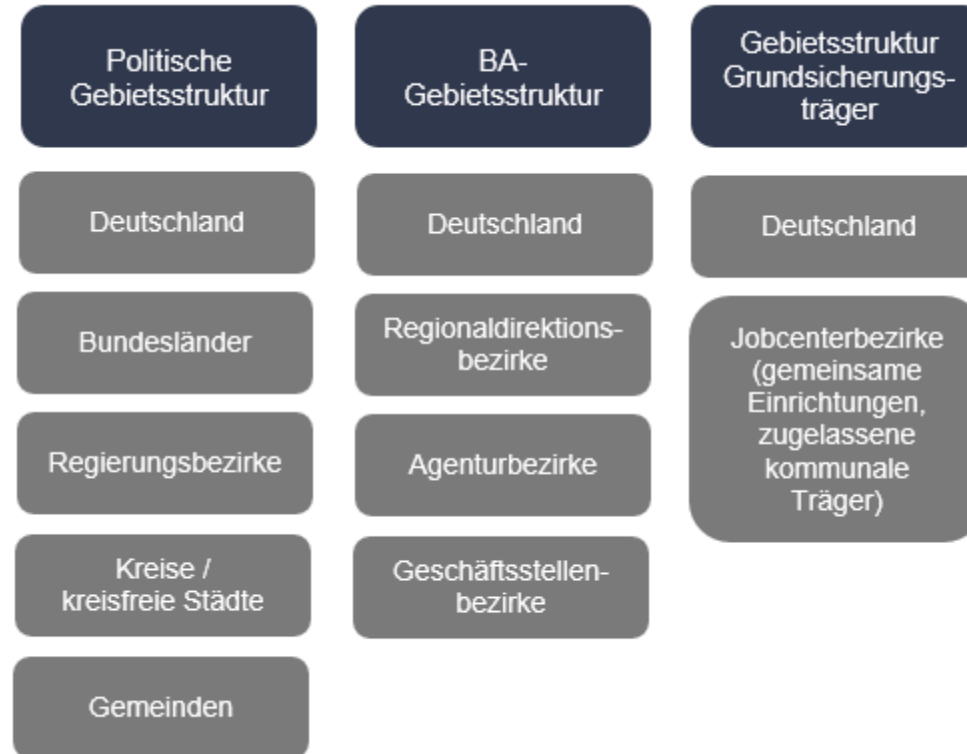 Politische
Gebietsstruktur
Deutschland
Bundesländer
Regierungsbezirke
Kreise /
kreisfreie Städte
Gemeinden
BA-
Gebietsstruktur
Deutschland
Regionaldirektions-
bezirke
Agenturbezirke
Geschäftsstellen-
bezirke
Gebietsstruktur
Grundsicherungs-
träger
Deutschland
Jobcenterbezirke
(gemeinsame
Einrichtungen,
zugelassene
kommunale
Träger)